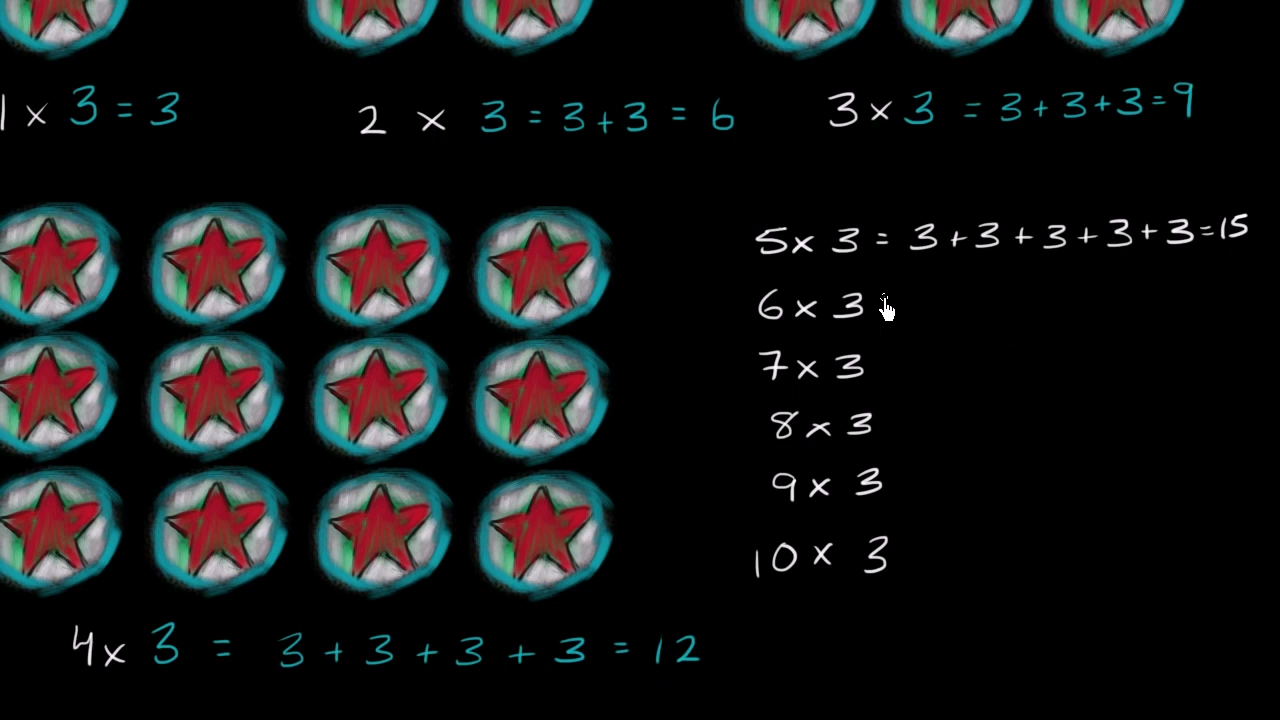 1 x 3 = 3
2 x 3 = 3 + 3 = 6
3 x 3 = 3 + 3 + 3 = 9
5 x 3 = 3 + 3 + 3 + 3 + 3 = 15
6 x 3
7 x 3
8 x 3
9 x 3
10 x 3
4 x 3 = 3 + 3 + 3 + 3 = 12